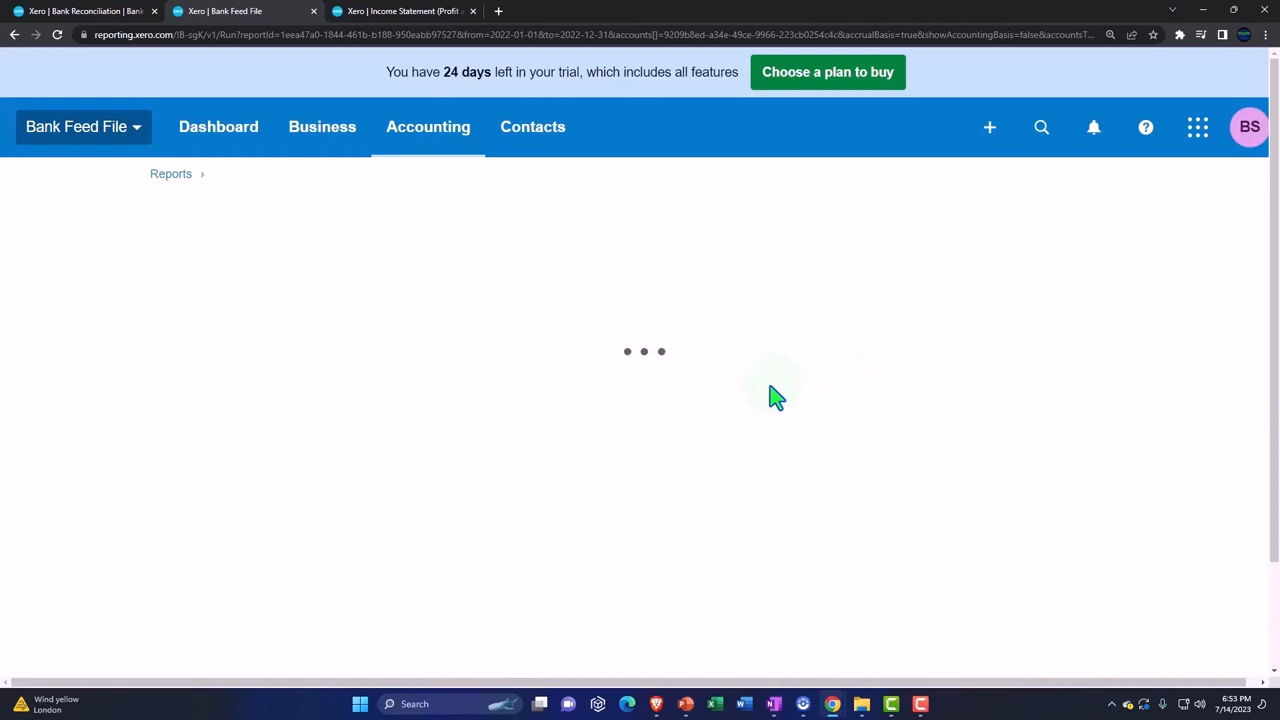 Xero | Bank Reconciliation | Bank
Xero | Bank Feed File
Xero | Income Statement (Profit a
reporting.xero.com/!B-sgK/v1/Run?reportId=1eea47a0-1844-461b-b188-950eabb97527&from=2022-01-01&to=2022-12-31&accounts[]=9209b8ed-a34e-49ce-9966-223cb0254c4c&accrualBasis=true&showAccountingBasis=false&accountsT...
You have 24 days left in your trial, which includes all features
Choose a plan to buy
Bank Feed File
Dashboard
Business
Accounting
Contacts
BS
Reports
Wind yellow
London
Search
6:53 PM
7/14/2023